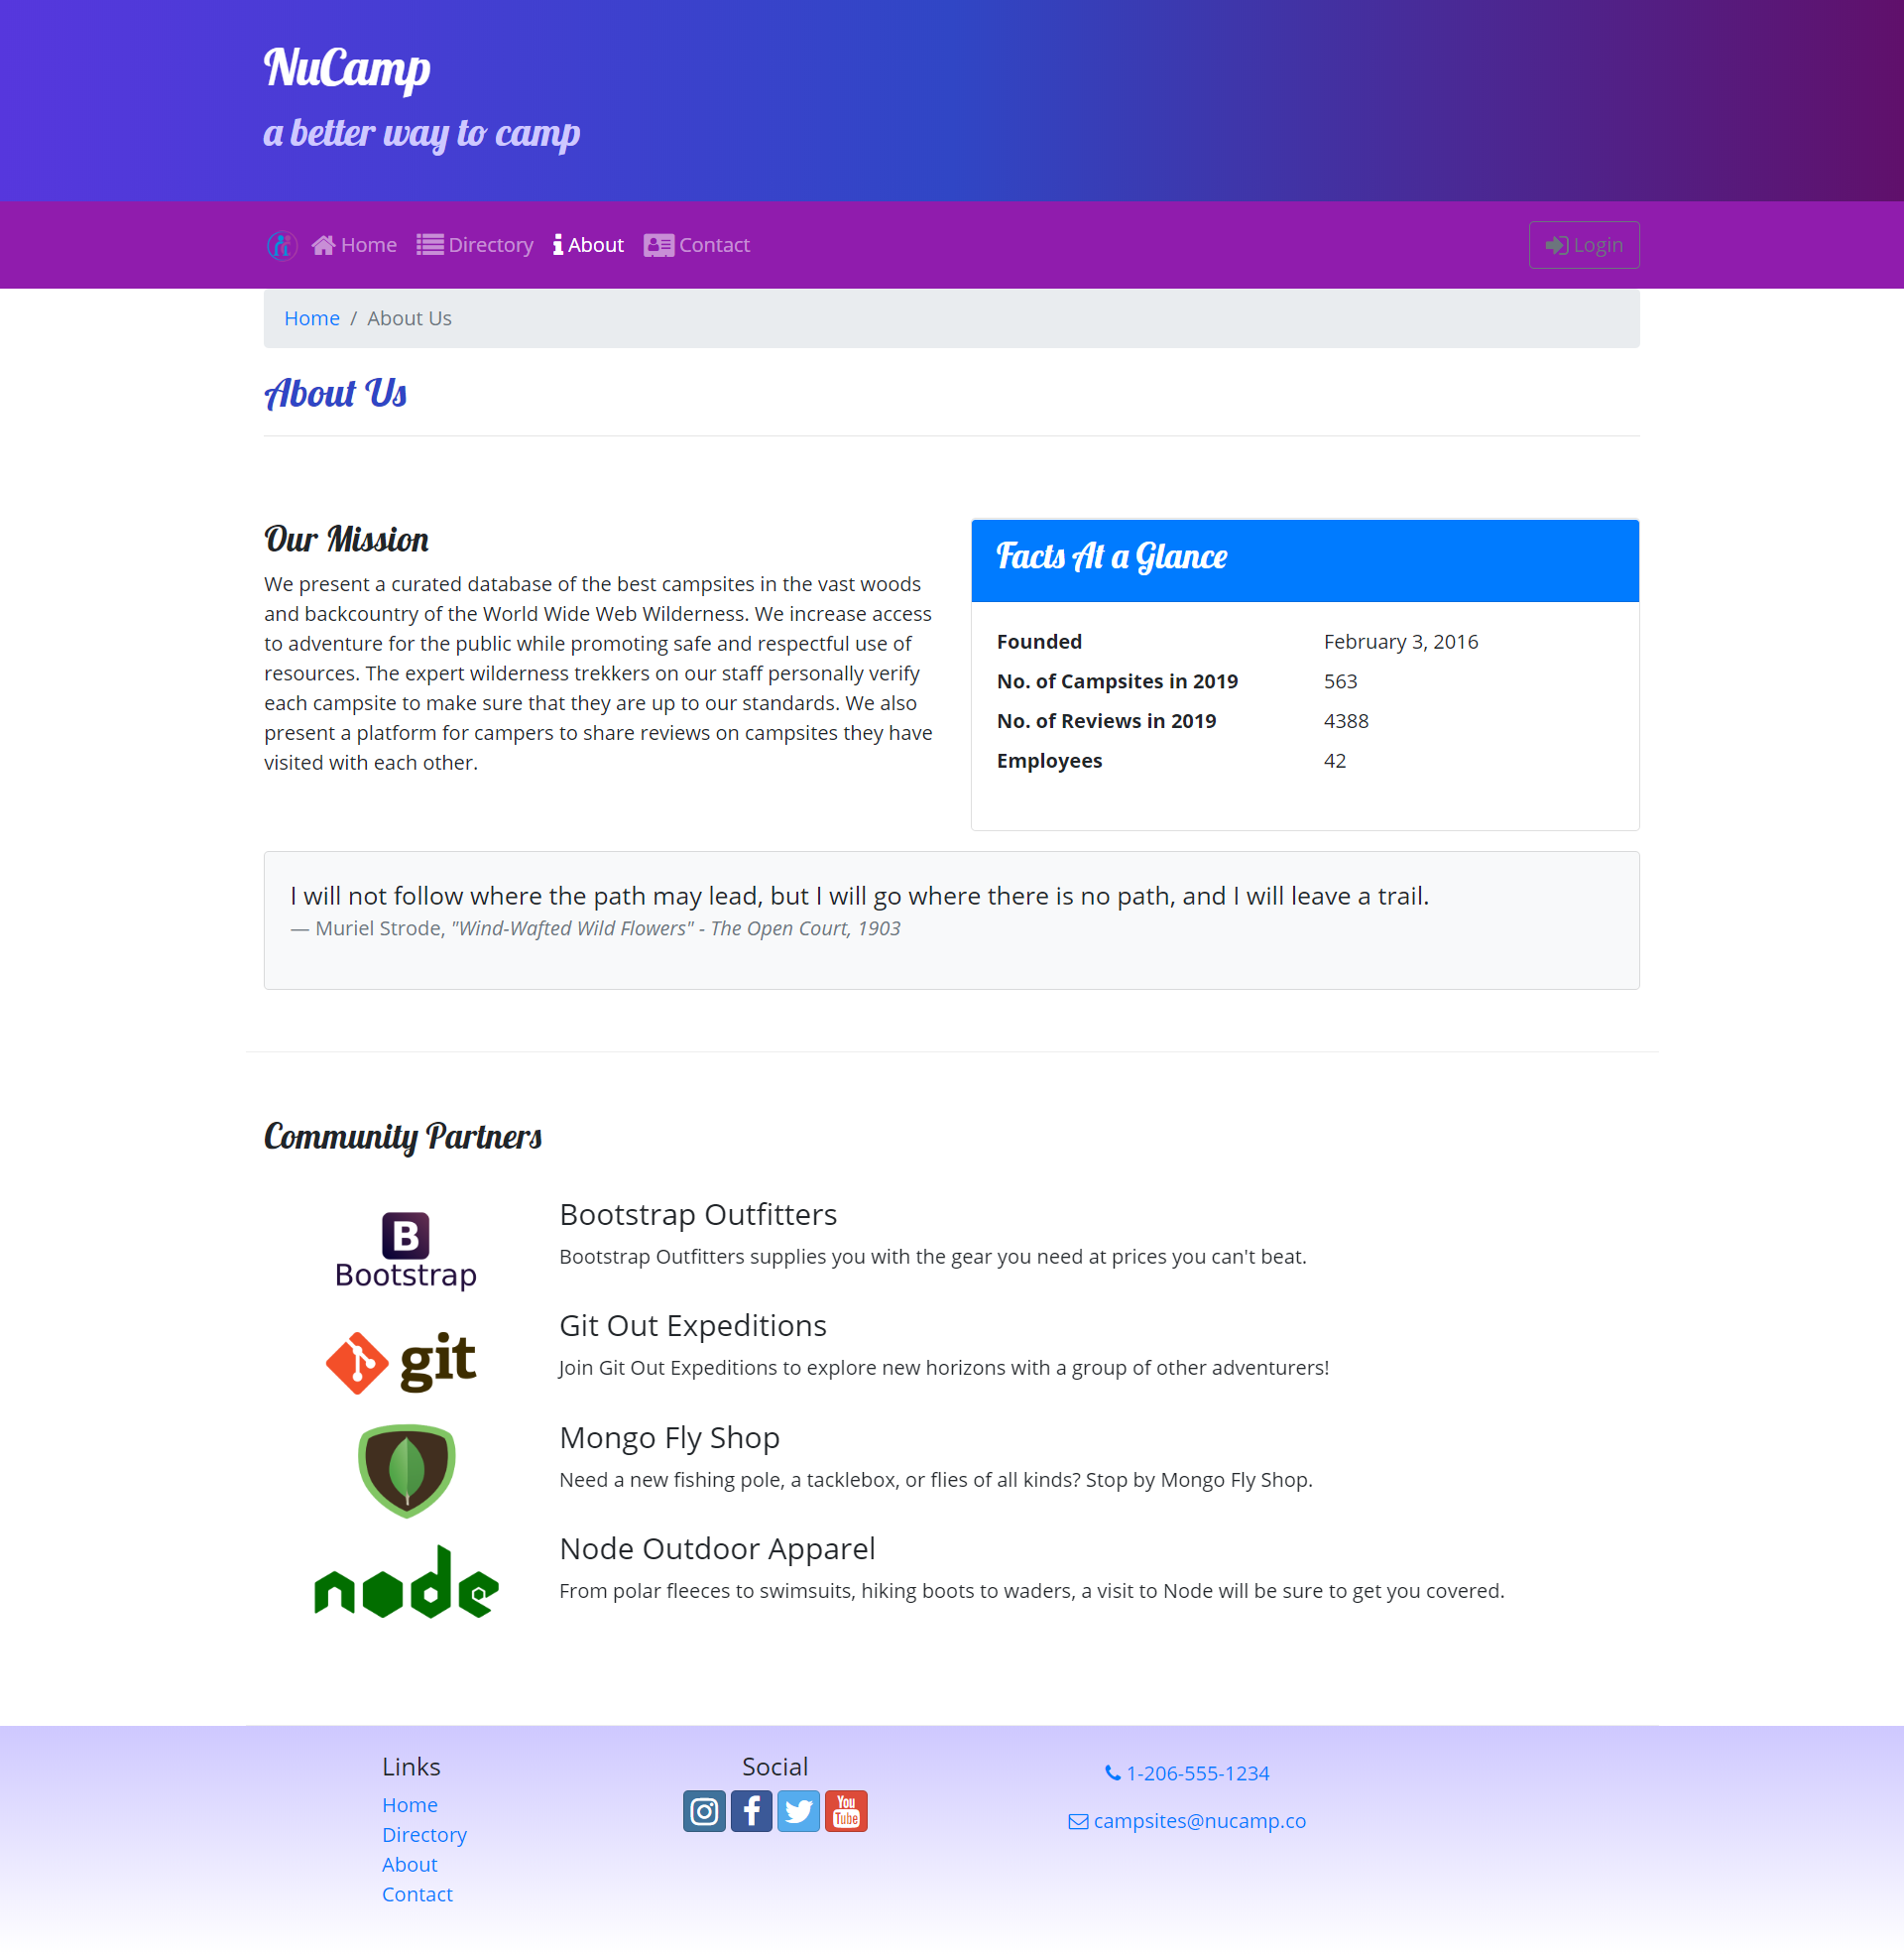 NuCamp
a better way to camp
Home Directory About Contact Login
Home / About Us
About Us
Our Mission
We present a curated database of the best campsites in the vast woods
and backcountry of the World Wide Web Wilderness. We increase access
to adventure for the public while promoting safe and respectful use of
resources. The expert wilderness trekkers on our staff personally verify
each campsite to make sure that they are up to our standards. We also
present a platform for campers to share reviews on campsites they have
visited with each other.
Facts At a Glance
Founded February 3, 2016
No. of Campsites in 2019 563
No. of Reviews in 2019 4388
Employees 42
I will not follow where the path may lead, but I will go where there is no path, and I will leave a trail.
— Muriel Strode, "Wind-Wafted Wild Flowers" - The Open Court, 1903
Community Partners
B
Bootstrap
Bootstrap Outfitters
Bootstrap Outfitters supplies you with the gear you need at prices you can't beat.
git
Git Out Expeditions
Join Git Out Expeditions to explore new horizons with a group of other adventurers!
Mongo Fly Shop
Need a new fishing pole, a tacklebox, or flies of all kinds? Stop by Mongo Fly Shop.
node
Node Outdoor Apparel
From polar fleeces to swimsuits, hiking boots to waders, a visit to Node will be sure to get you covered.
Links
Home
Directory
About
Contact
Social
f
You
Tube
1-206-555-1234
campsites@nucamp.co